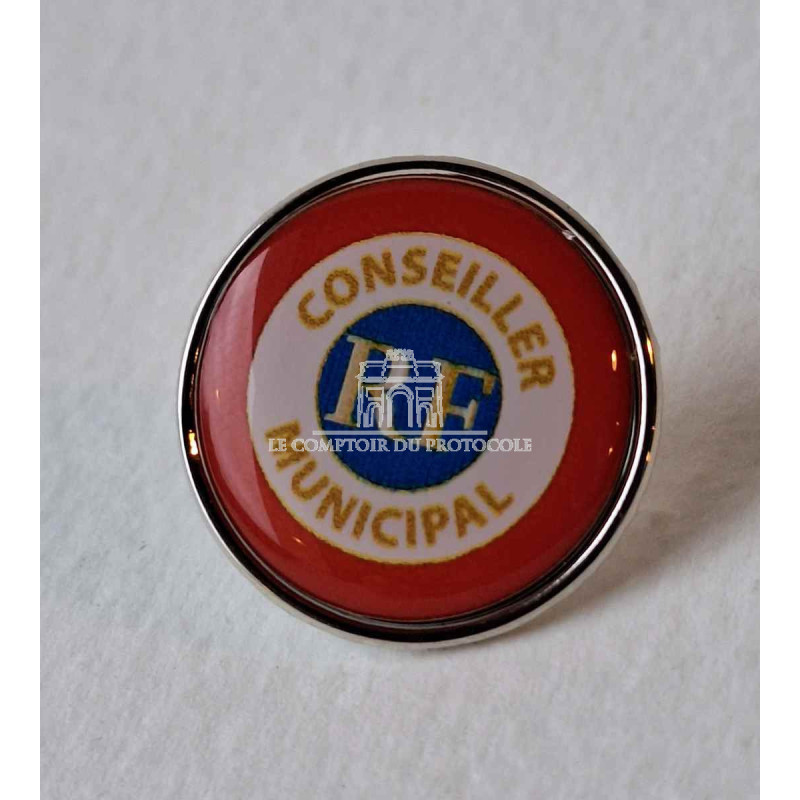 CONSEILLER
RF
LE COMPTOIR DU PROTOCOLE
MUNICIPAL